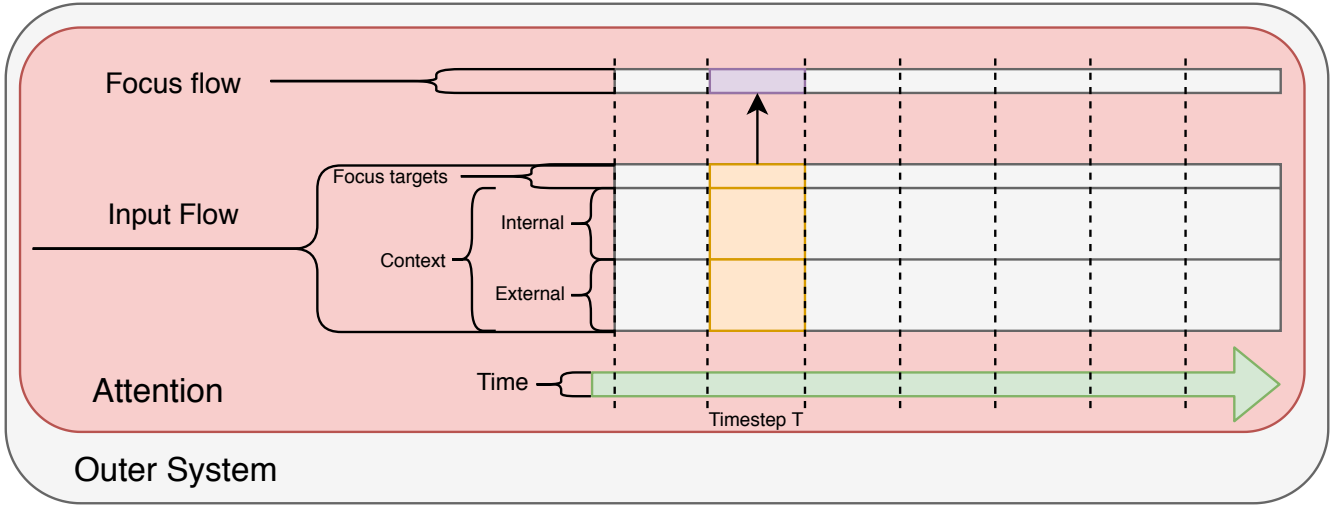 Focus flow
Focus targets
Input Flow
Internal
Context
External
Time
Attention
Timestep T
Outer System